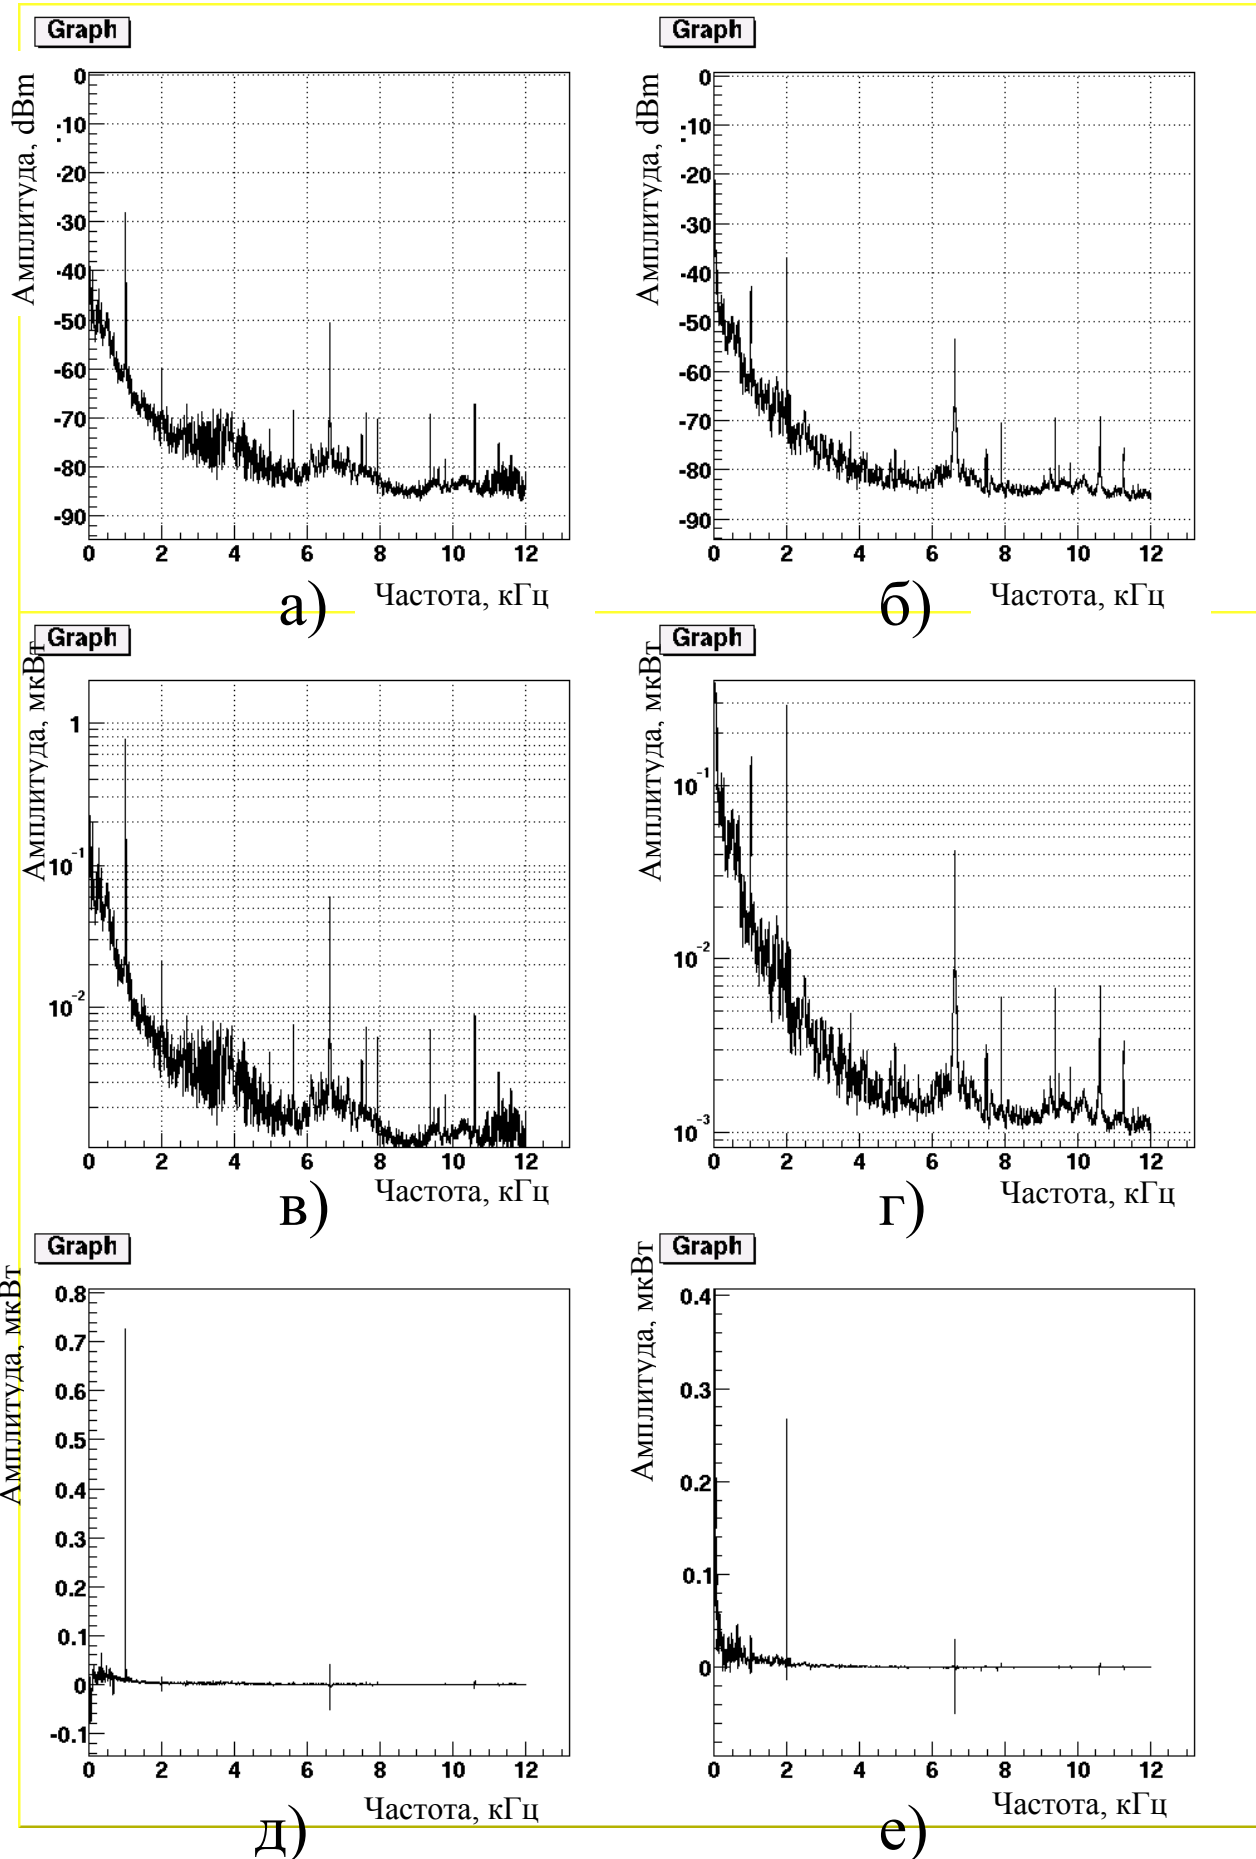 Graph
Амплитуда, dBm
0
-10
-20
-30
-40
-50
-60
-70
-80
-90
0 2 4 6 8 10 12
Частота, кГц
а)
Graph
Амплитуда, dBm
0
-10
-20
-30
-40
-50
-60
-70
-80
-90
0 2 4 6 8 10 12
Частота, кГц
б)
Graph
Амплитуда, мкВт
1
10⁻¹
10⁻²
0 2 4 6 8 10 12
Частота, кГц
в)
Graph
Амплитуда, мкВт
10⁻¹
10⁻²
10⁻³
0 2 4 6 8 10 12
Частота, кГц
г)
Graph
Амплитуда, мкВт
0.8
0.7
0.6
0.5
0.4
0.3
0.2
0.1
0
-0.1
0 2 4 6 8 10 12
Частота, кГц
д)
Graph
Амплитуда, мкВт
0.4
0.3
0.2
0.1
0
0 2 4 6 8 10 12
Частота, кГц
е)